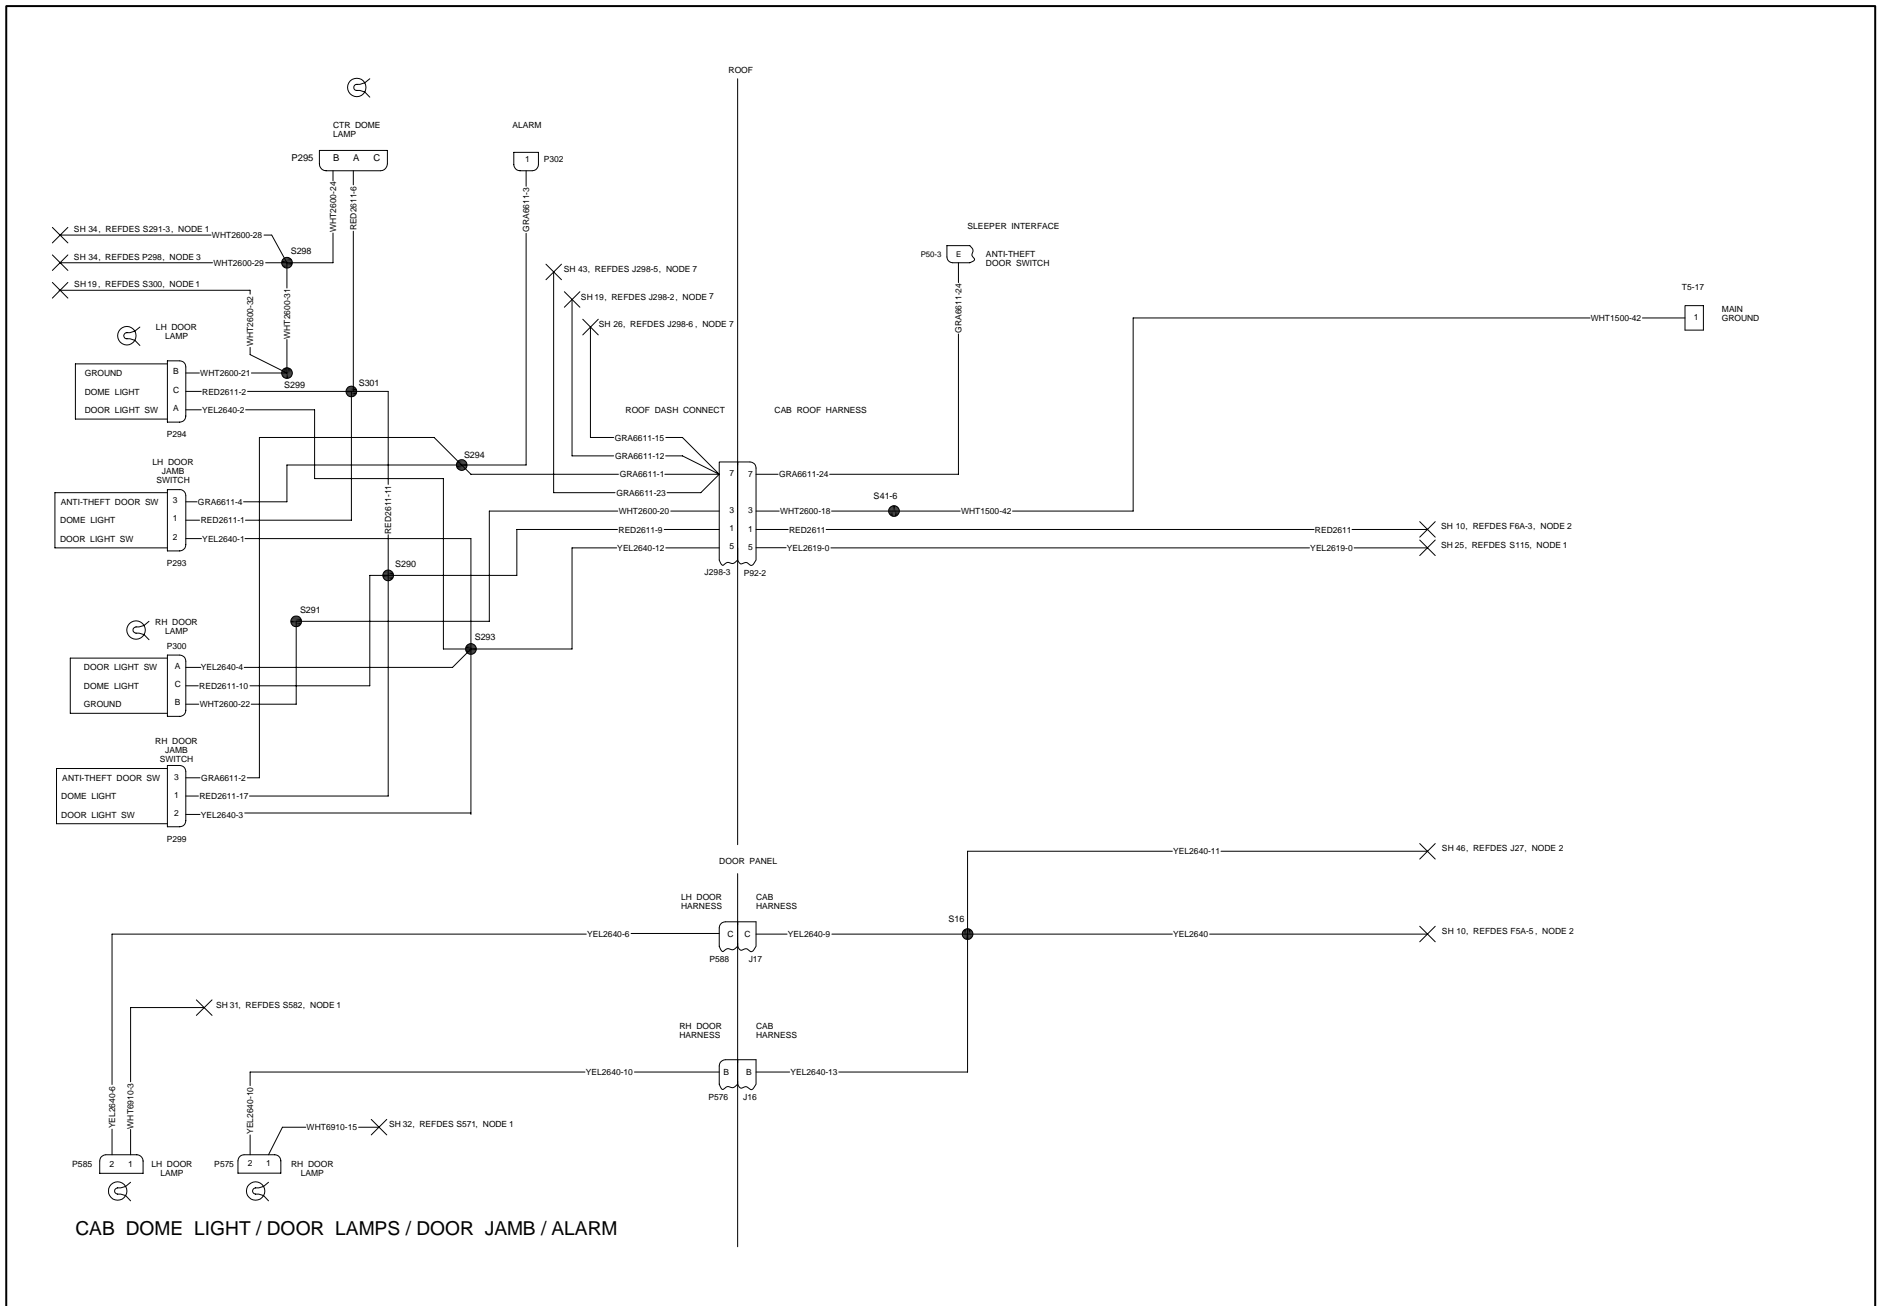 ROOF
CTR DOME
LAMP
P295 B A C
ALARM
1 P302
WHT2600-24
RED2611-6
GRA6611-3
SH 34, REFDES S291-3, NODE 1
WHT2600-28
S298
SH 34, REFDES P298, NODE 3
WHT2600-29
SH 19, REFDES S300, NODE 1
WHT2600-32
WHT2600-31
SLEEPER INTERFACE
P50-3 E ANTI-THEFT
DOOR SWITCH
GRA6611-24
SH 43, REFDES J298-5, NODE 7
SH 19, REFDES J298-2, NODE 7
SH 26, REFDES J298-6, NODE 7
T5-17
1 MAIN
GROUND
WHT1500-42
LH DOOR
LAMP
GROUND B WHT2600-21
S299
DOME LIGHT C RED2611-2
S301
DOOR LIGHT SW A YEL2640-2
P294
ROOF DASH CONNECT
CAB ROOF HARNESS
GRA6611-15
GRA6611-12
GRA6611-1 7 7 GRA6611-24
GRA6611-23
WHT2600-20 3 3 WHT2600-18
S41-6
WHT1500-42
RED2611-9 1 1 RED2611
RED2611
SH 10, REFDES F6A-3, NODE 2
YEL2640-12 5 5 YEL2619-0
YEL2619-0
SH 25, REFDES S115, NODE 1
J298-3 P92-2
S294
LH DOOR
JAMB
SWITCH
ANTI-THEFT DOOR SW 3 GRA6611-4
DOME LIGHT 1 RED2611-1
DOOR LIGHT SW 2 YEL2640-1
P293
RED2611-11
S290
S291
S293
RH DOOR
LAMP
P300
DOOR LIGHT SW A YEL2640-4
DOME LIGHT C RED2611-10
GROUND B WHT2600-22
RH DOOR
JAMB
SWITCH
ANTI-THEFT DOOR SW 3 GRA6611-2
DOME LIGHT 1 RED2611-17
DOOR LIGHT SW 2 YEL2640-3
P299
DOOR PANEL
YEL2640-11
SH 46, REFDES J27, NODE 2
LH DOOR
HARNESS
CAB
HARNESS
YEL2640-6 C C YEL2640-9
S16
YEL2640
SH 10, REFDES F5A-5, NODE 2
P588 J17
SH 31, REFDES S582, NODE 1
RH DOOR
HARNESS
CAB
HARNESS
YEL2640-10 B B YEL2640-13
P576 J16
YEL2640-6
WHT6910-3
YEL2640-10
WHT6910-15
SH 32, REFDES S571, NODE 1
P585 2 1 LH DOOR
LAMP
P575 2 1 RH DOOR
LAMP
CAB DOME LIGHT / DOOR LAMPS / DOOR JAMB / ALARM